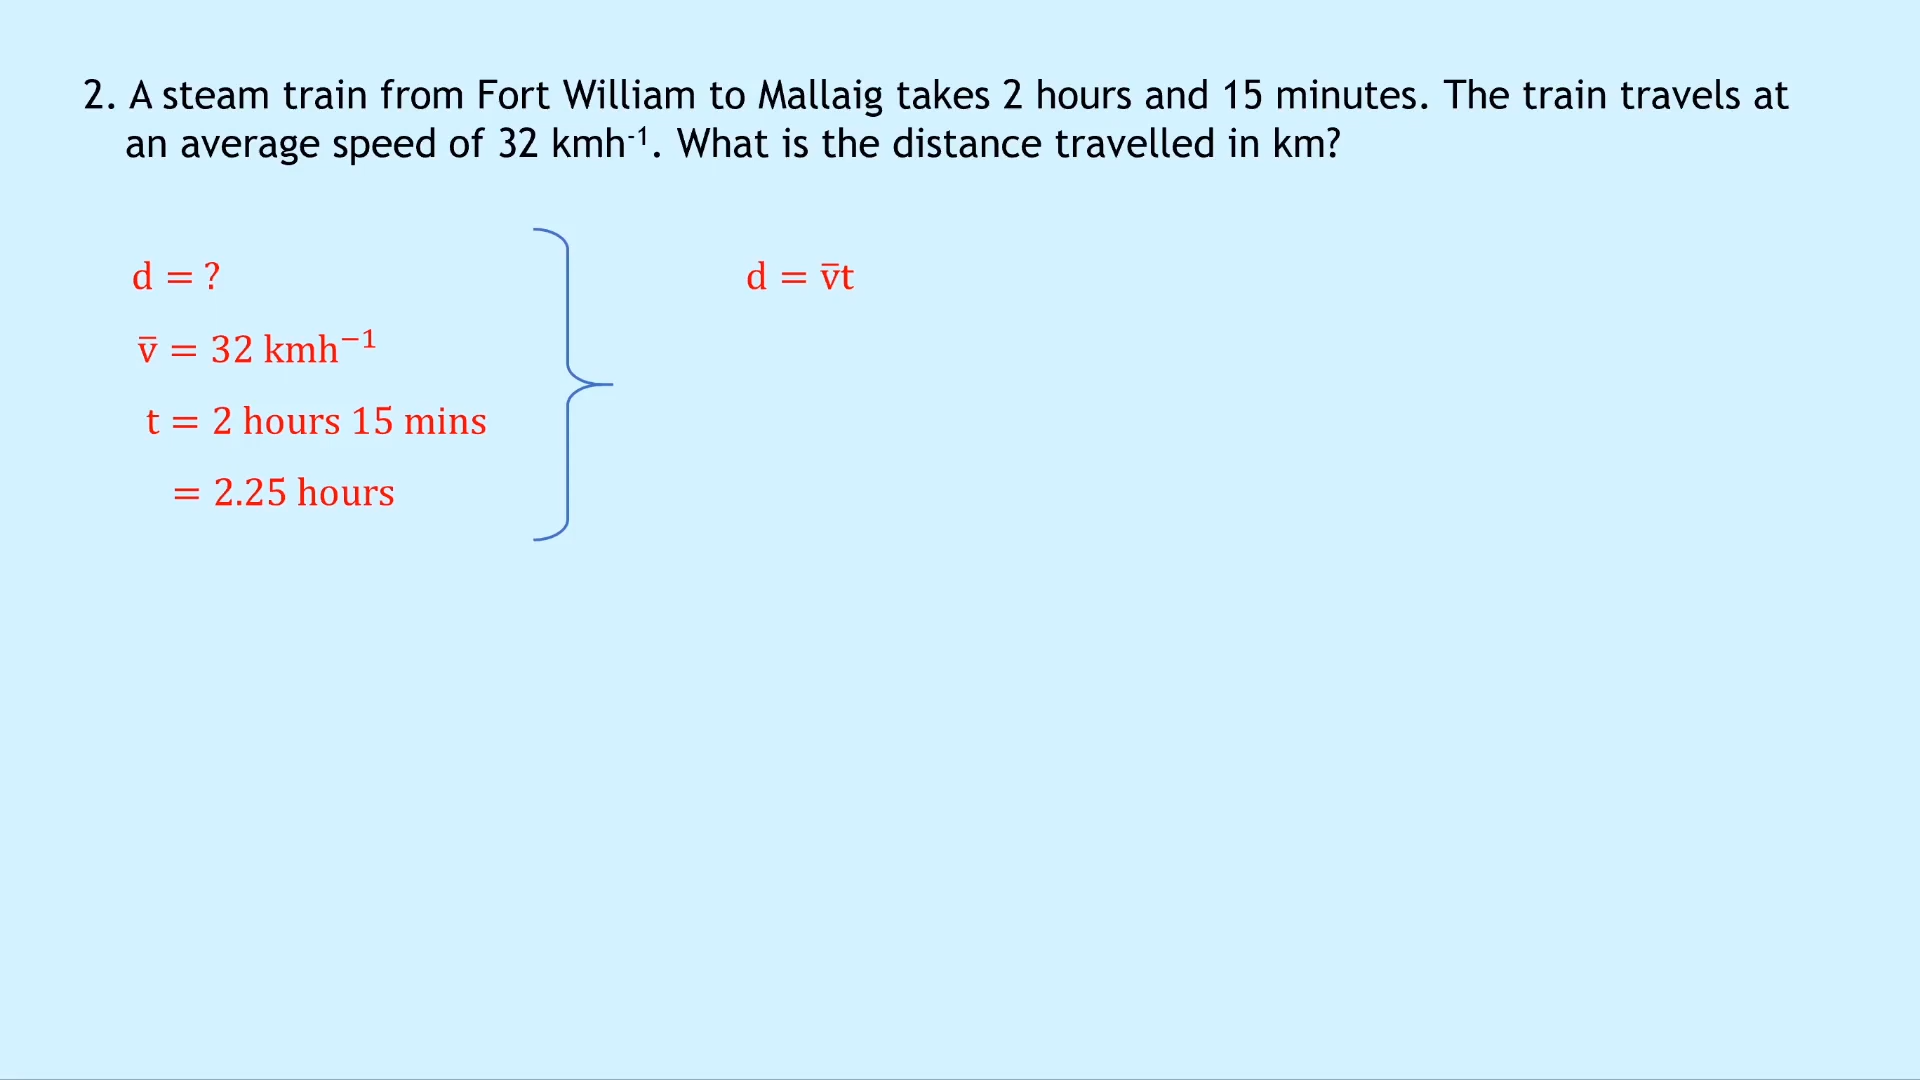 2. A steam train from Fort William to Mallaig takes 2 hours and 15 minutes. The train travels at
an average speed of 32 kmh⁻¹. What is the distance travelled in km?
d = ?
v̅ = 32 kmh⁻¹
t = 2 hours 15 mins
= 2.25 hours
d = v̅t